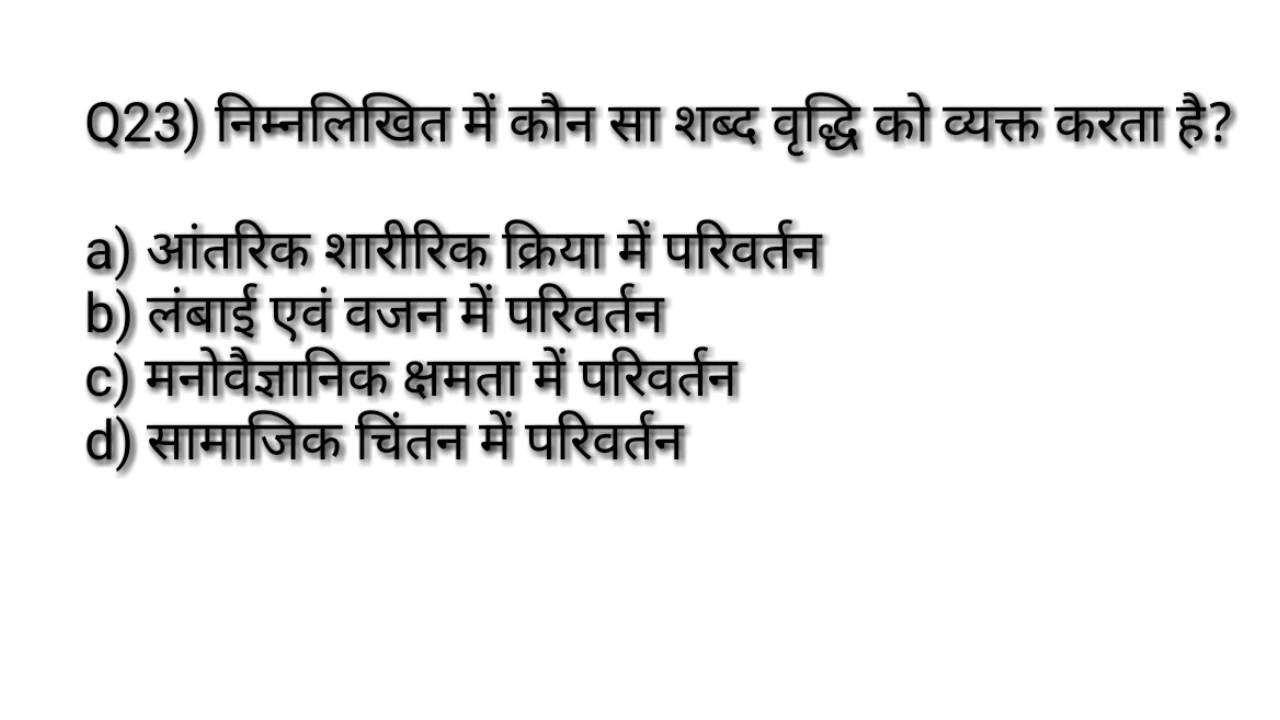 Q23) निम्नलिखित में कौन सा शब्द वृद्धि को व्यक्त करता है?
a) आंतरिक शारीरिक क्रिया में परिवर्तन
b) लंबाई एवं वजन में परिवर्तन
c) मनोवैज्ञानिक क्षमता में परिवर्तन
d) सामाजिक चिंतन में परिवर्तन